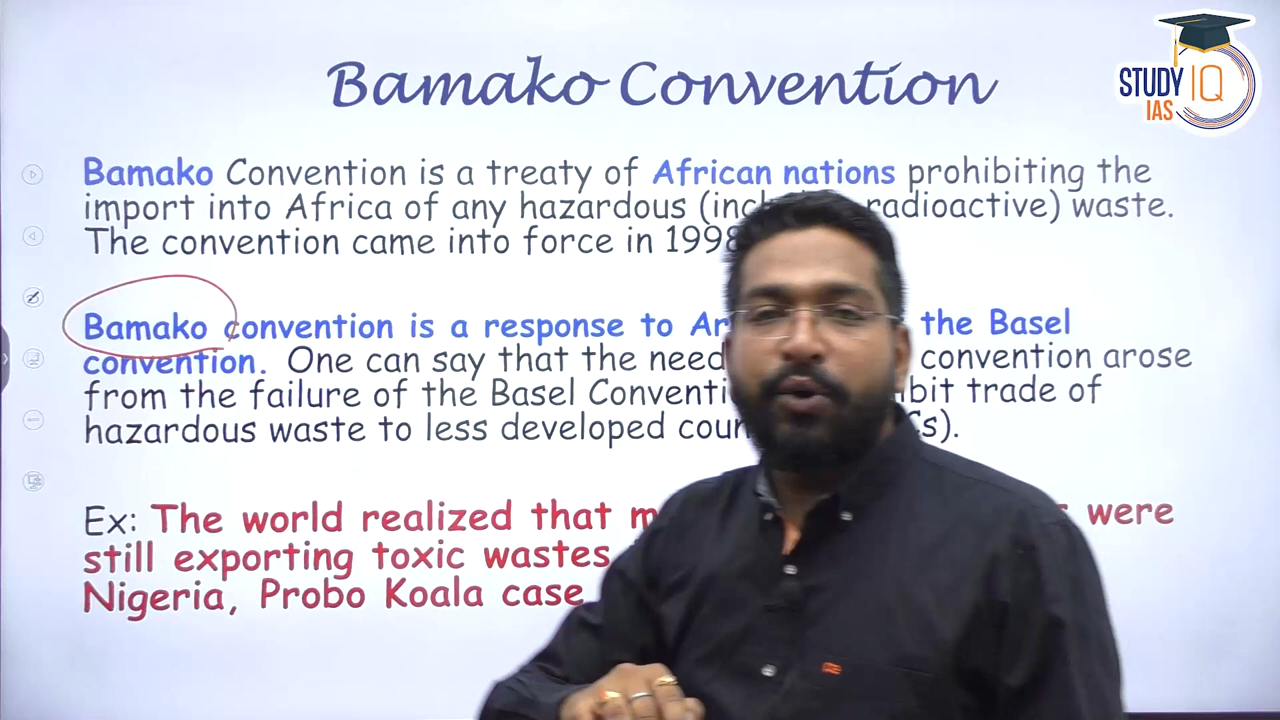 Bamako Convention
STUDY IQ
IAS
Bamako Convention is a treaty of African nations prohibiting the
import into Africa of any hazardous radioactive) waste.
The convention came into force in 1998
Bamako convention is a response to the Basel
convention. One can say that the need convention arose
from the failure of the Basel trade of
hazardous waste to less developed
Ex: The world realized that were
still exporting toxic wastes
Nigeria, Probo Koala case